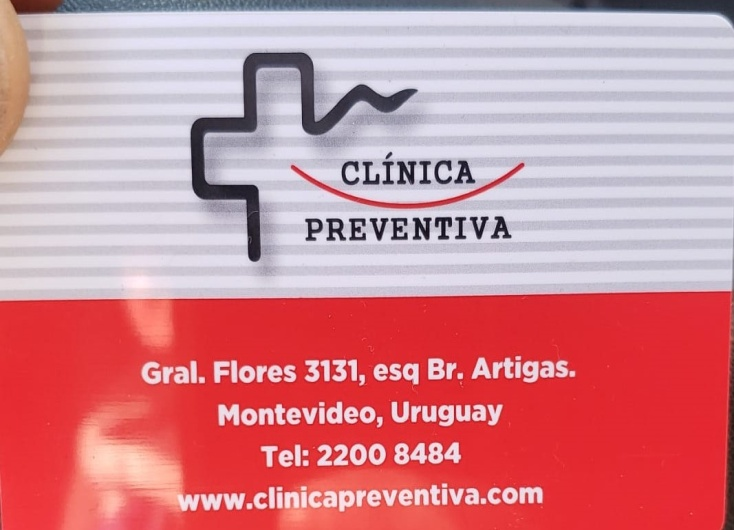 CLÍNICA
PREVENTIVA
Gral. Flores 3131, esq Br. Artigas.
Montevideo, Uruguay
Tel: 2200 8484
www.clinicapreventiva.com